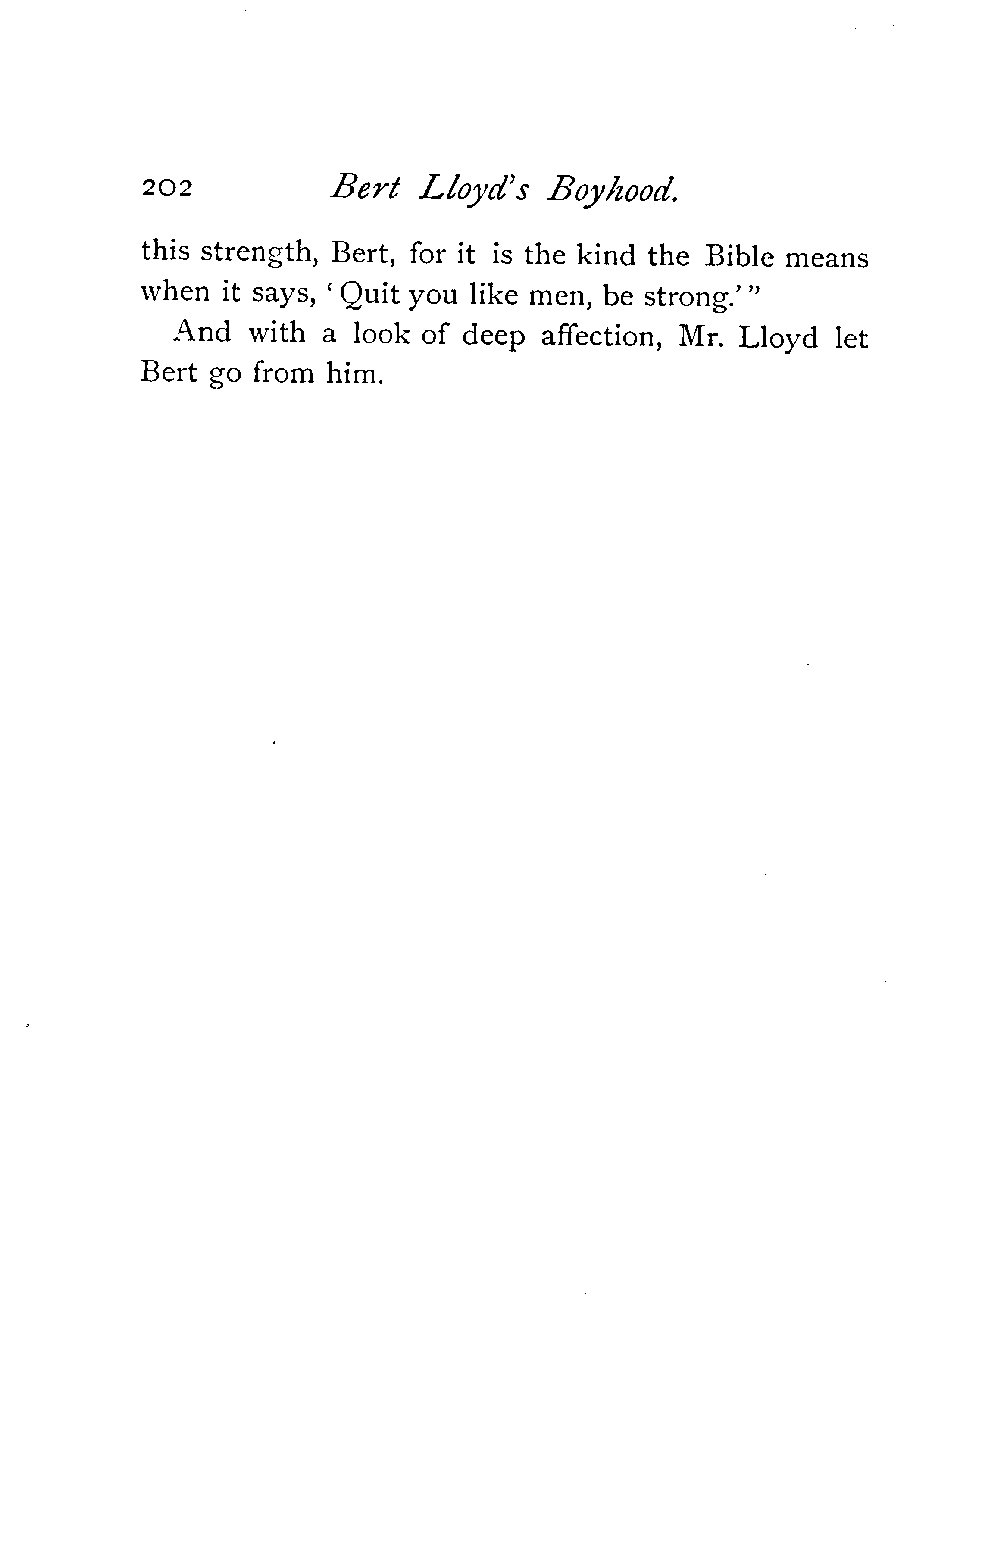 202 Bert Lloyd's Boyhood.
this strength, Bert, for it is the kind the Bible means
when it says, ‘Quit you like men, be strong.’”
And with a look of deep affection, Mr. Lloyd let
Bert go from him.